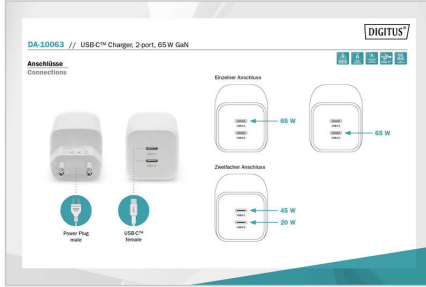 DIGITUS®
DA-10063 // USB-C™ Charger, 2-port, 65 W GaN
Anschlüsse
Connections
Einzelner Anschluss
65 W
65 W
Zweifacher Anschluss
45 W
20 W
Power Plug
male
USB-C™
female